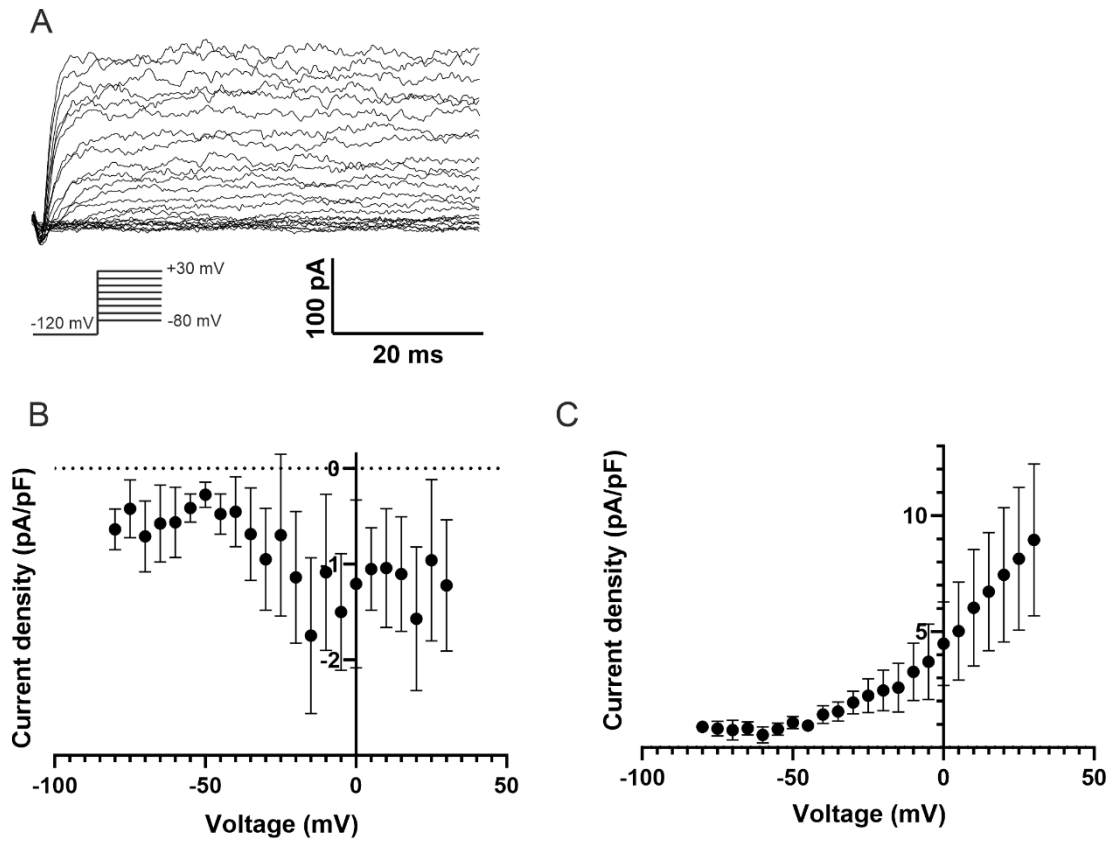 A
+30 mV
-120 mV
-80 mV
100 pA
20 ms
B
Current density (pA/pF)
0
-1
-2
-100
-50
0
50
Voltage (mV)
C
Current density (pA/pF)
10
5
-100
-50
0
50
Voltage (mV)